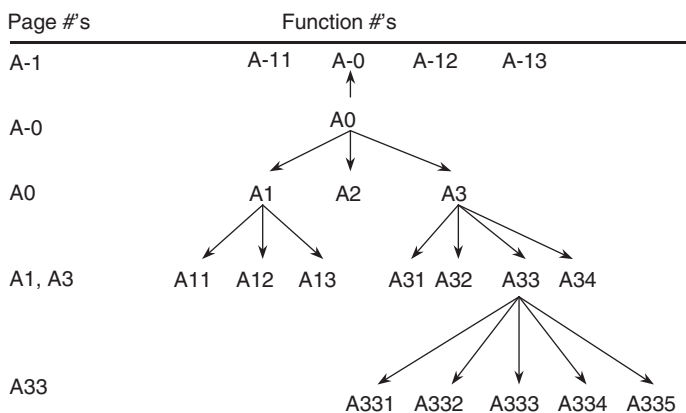 Page #'s Function #'s
A-1 A-11 A-0 A-12 A-13
A-0 A0
A0 A1 A2 A3
A1, A3 A11 A12 A13 A31 A32 A33 A34
A33 A331 A332 A333 A334 A335